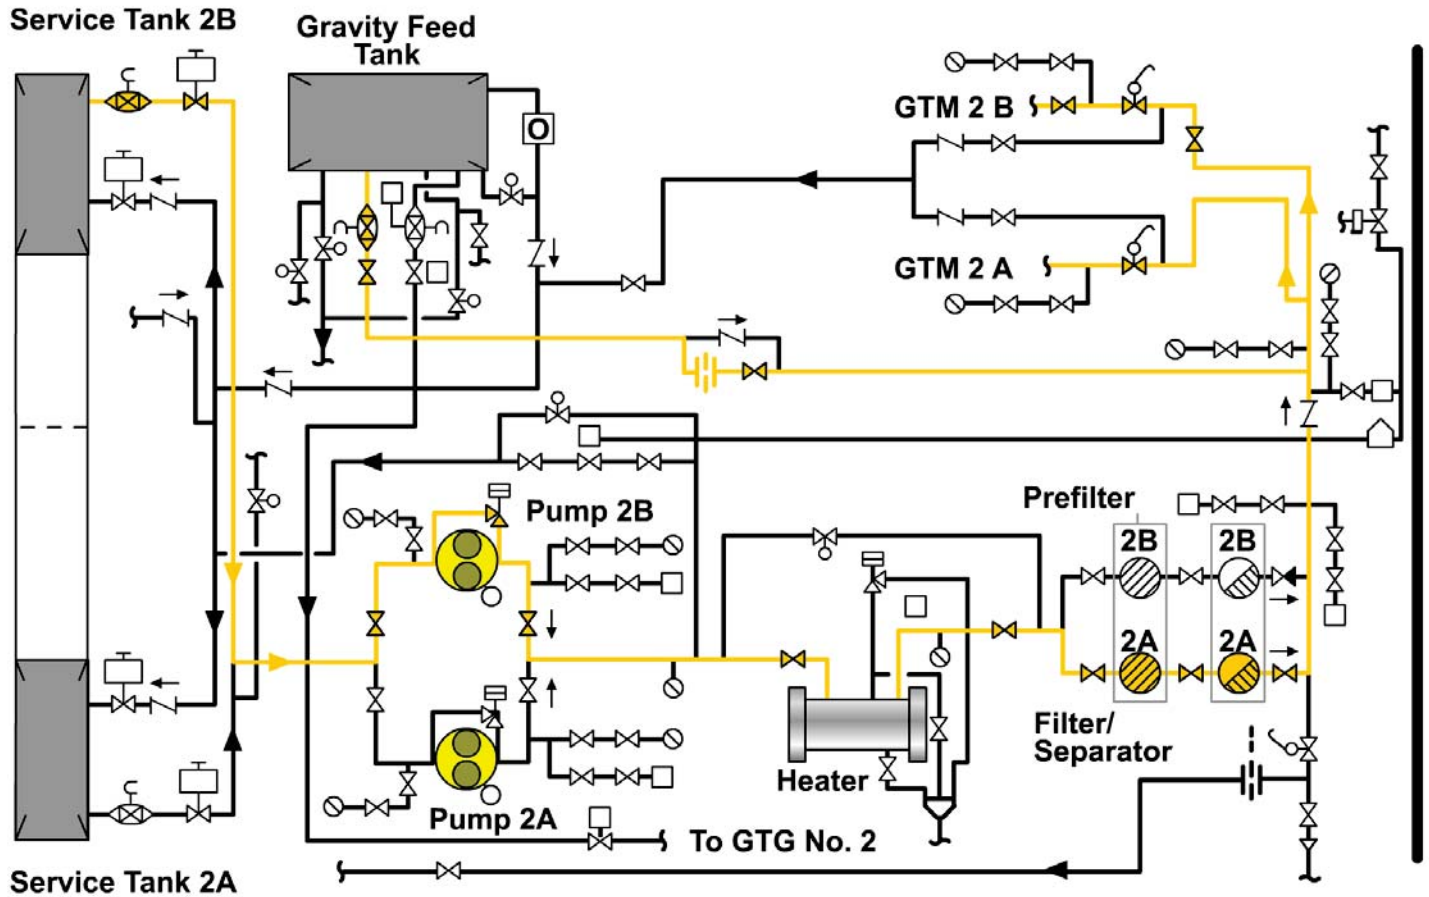 Service Tank 2B
Gravity Feed
Tank
O
GTM 2 B
GTM 2 A
Pump 2B
Prefilter
2B
2B
2A
2A
Filter/
Separator
Heater
Pump 2A
To GTG No. 2
Service Tank 2A